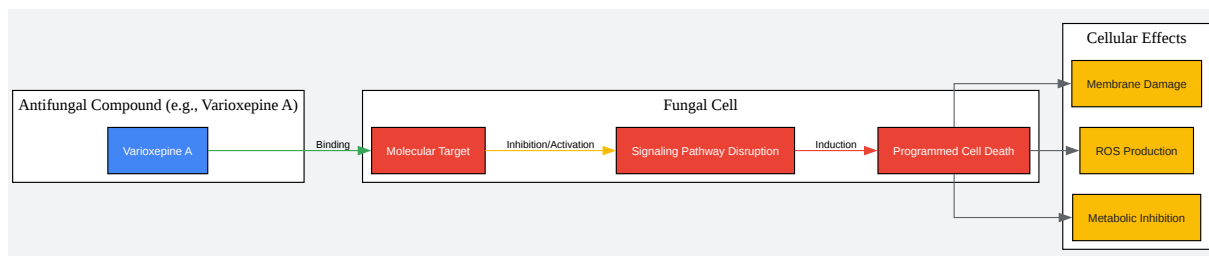 Antifungal Compound (e.g., Varioxepine A)
Varioxepine A
Binding
Fungal Cell
Molecular Target
Inhibition/Activation
Signaling Pathway Disruption
Induction
Programmed Cell Death
Cellular Effects
Membrane Damage
ROS Production
Metabolic Inhibition